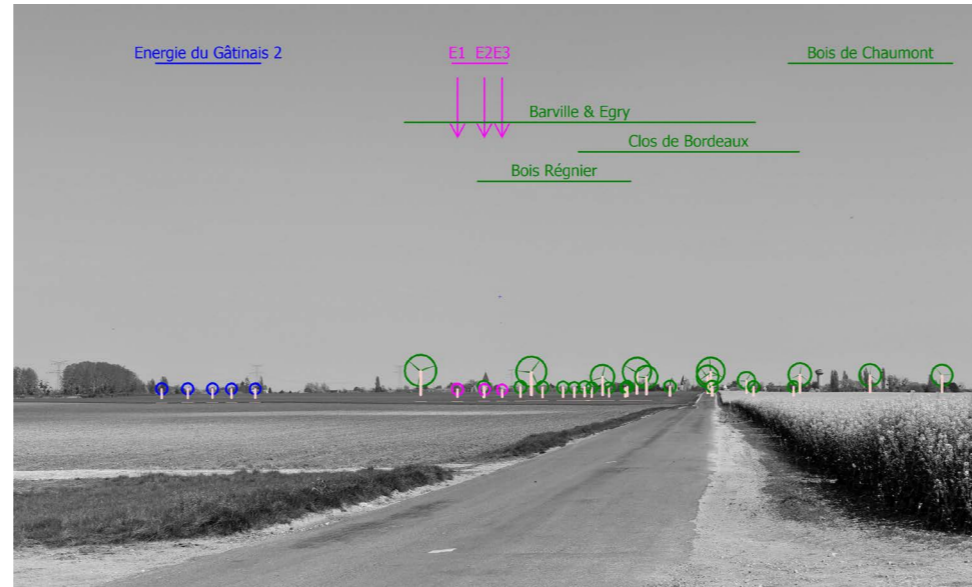 Energie du Gâtinais 2
E1 E2E3
Bois de Chaumont
Barville & Egry
Clos de Bordeaux
Bois Régnier